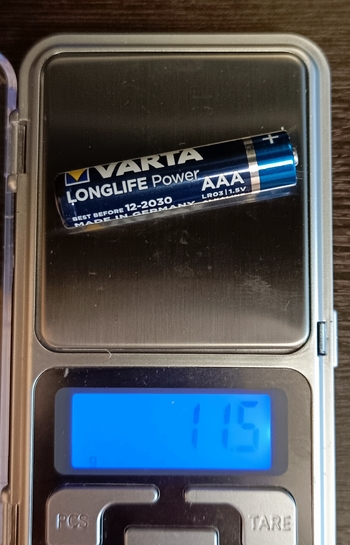 VARTA
LONGLIFE Power
AAA
LR03 | 1.5V
BEST BEFORE 12-2030
MADE IN GERMANY
+
11.5
g
PCS
TARE